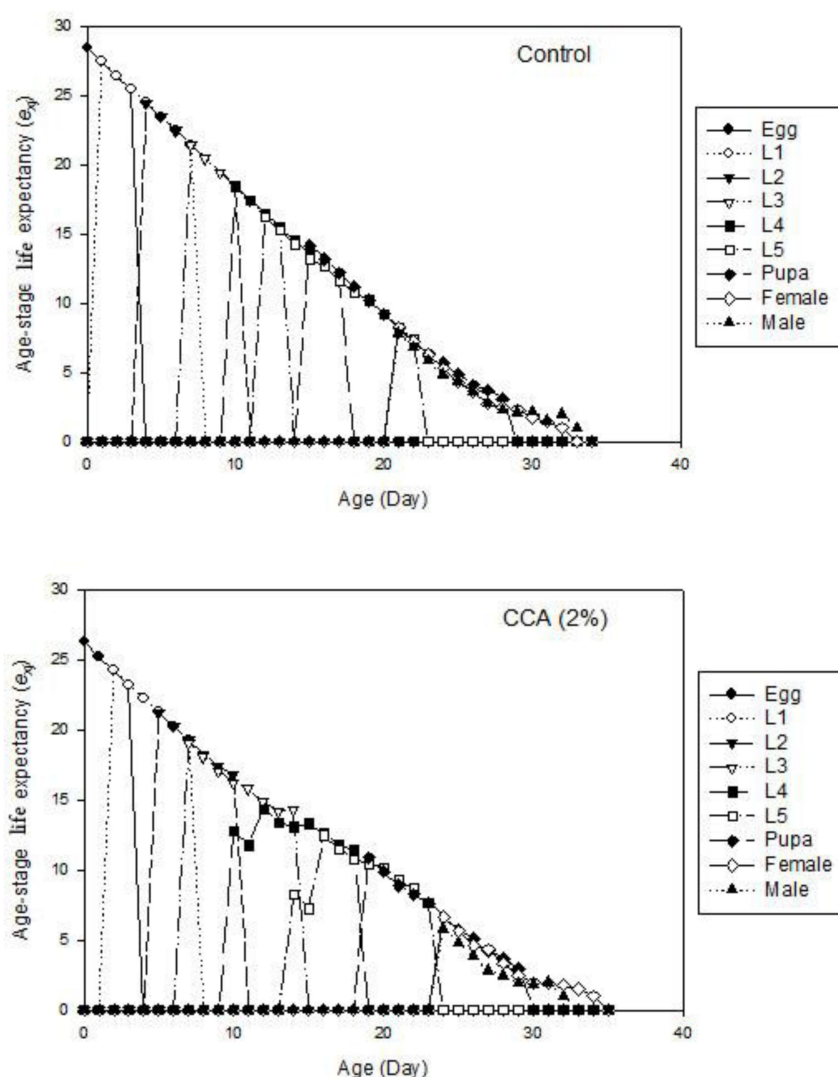 Control
30
25
20
15
10
5
0
Age-stage life expectancy (exj)
0 10 20 30 40
Age (Day)
Egg
L1
L2
L3
L4
L5
Pupa
Female
Male
CCA (2%)
30
25
20
15
10
5
0
Age-stage life expectancy (exj)
0 10 20 30 40
Age (Day)
Egg
L1
L2
L3
L4
L5
Pupa
Female
Male